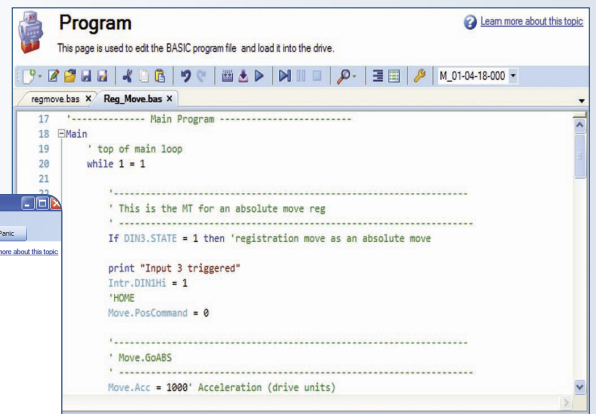 Program
Learn more about this topic
This page is used to edit the BASIC program file and load it into the drive.
M_01-04-18-000
regmove.bas X Reg_Move.bas X
17 '-------------- Main Program -------------------------
18 Main
19 ' top of main loop
20 while 1 = 1
21
22 '-------------------------------------------------------------------
' This is the MT for an absolute move reg
' -------------------------------------------------------------------
If DIN3.STATE = 1 then 'registration move as an absolute move
Panic
more about this topic
print "Input 3 triggered"
Intr.DIN1Hi = 1
'HOME
Move.PosCommand = 0
'-------------------------------------------------------------------
' Move.GoABS
' -------------------------------------------------------------------
Move.Acc = 1000' Acceleration (drive units)